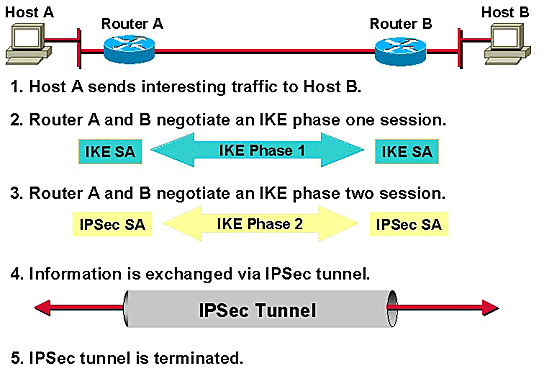 Host A
Router A
Router B
Host B
1. Host A sends interesting traffic to Host B.
2. Router A and B negotiate an IKE phase one session.
IKE SA
IKE Phase 1
IKE SA
3. Router A and B negotiate an IKE phase two session.
IPSec SA
IKE Phase 2
IPSec SA
4. Information is exchanged via IPSec tunnel.
IPSec Tunnel
5. IPSec tunnel is terminated.